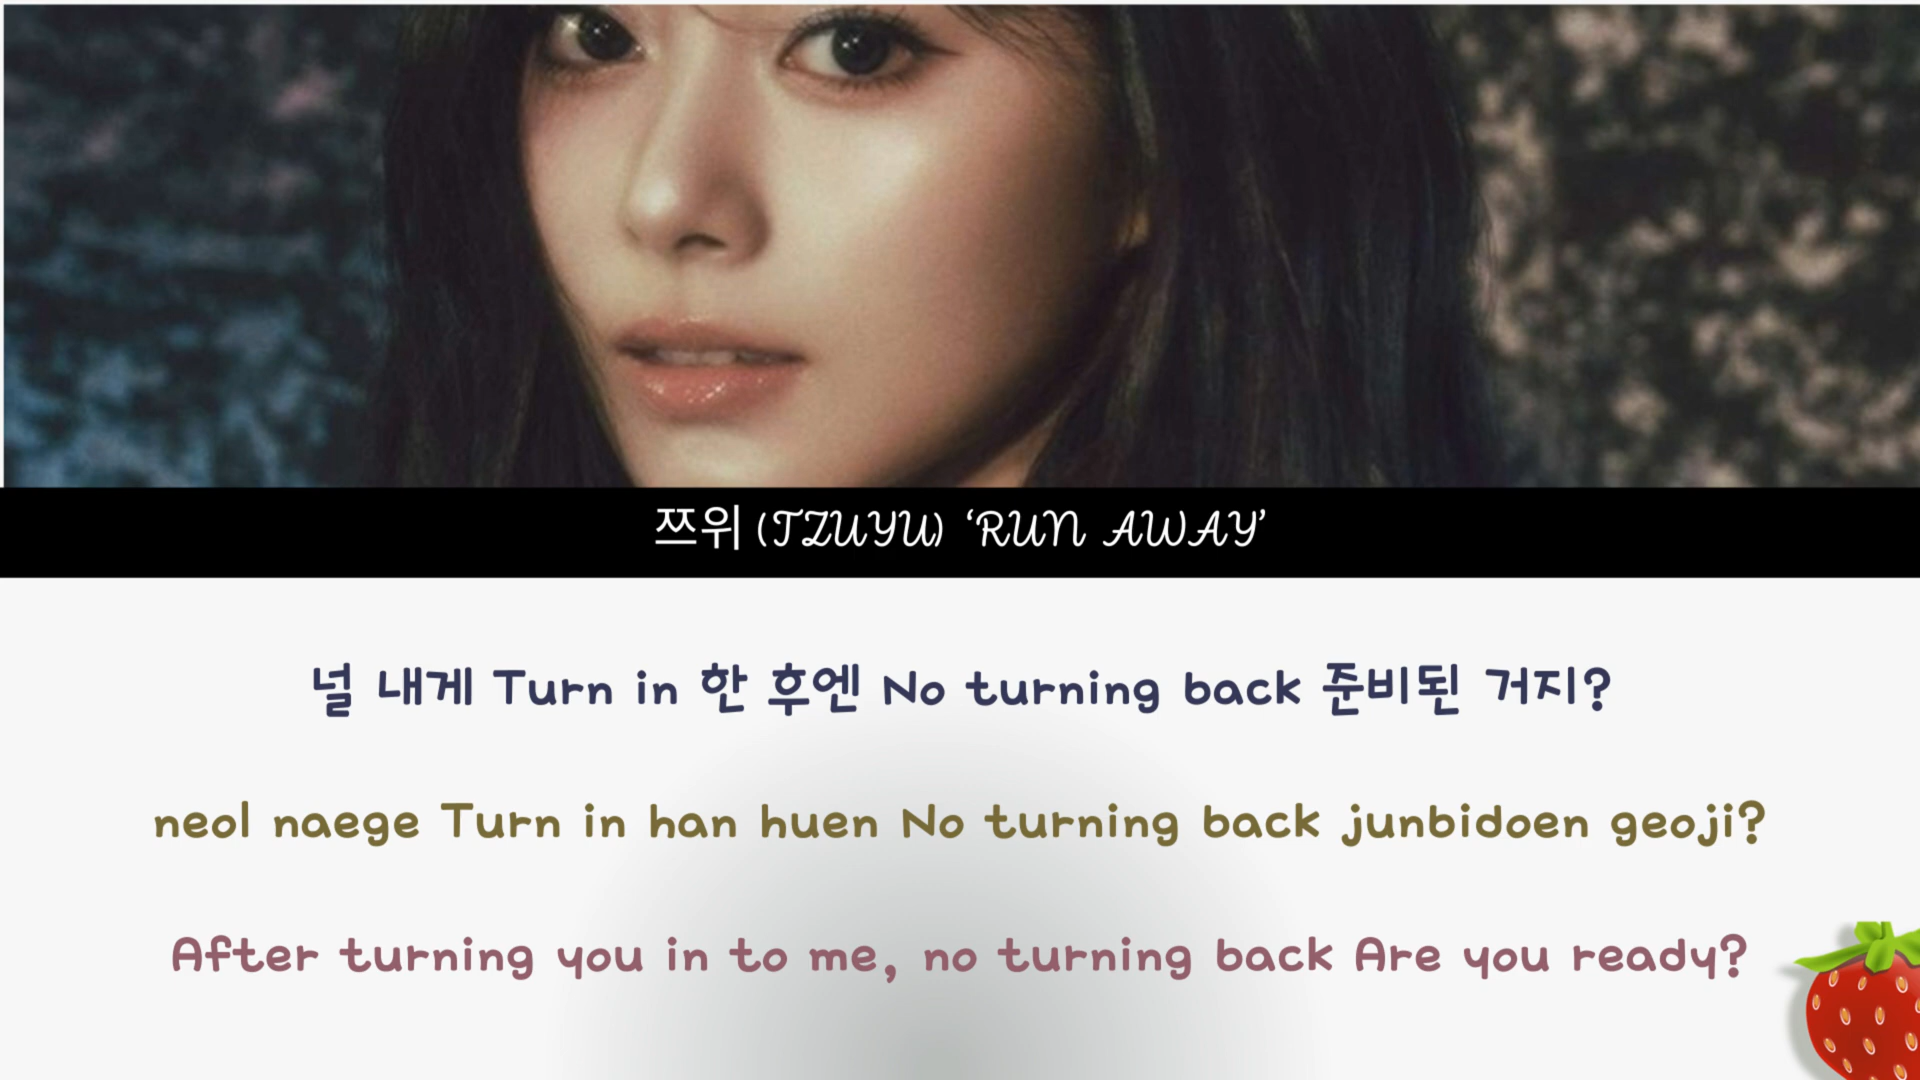 쯔위 (TZUYU) ‘RUN AWAY’
널 내게 Turn in 한 후엔 No turning back 준비된 거지?
neol naege Turn in han huen No turning back junbidoen geoji?
After turning you in to me, no turning back Are you ready?